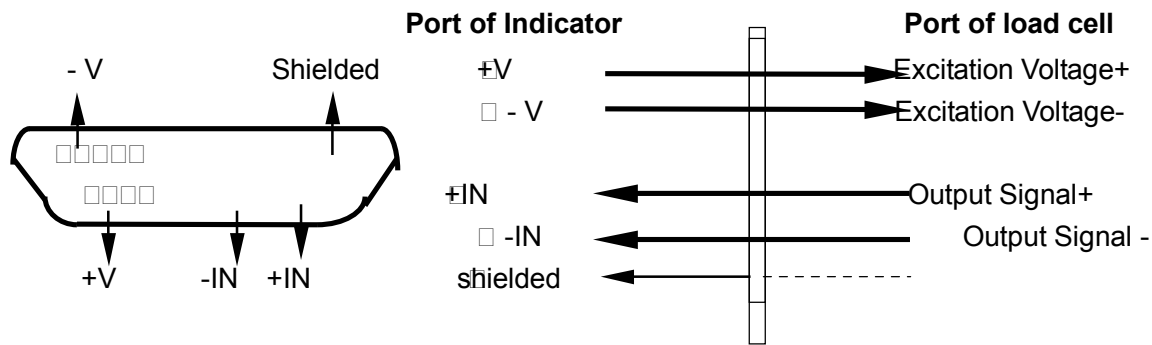 Port of Indicator Port of load cell
- V Shielded +V Excitation Voltage+
- V Excitation Voltage-
+IN Output Signal+
-IN Output Signal -
+V -IN +IN shielded